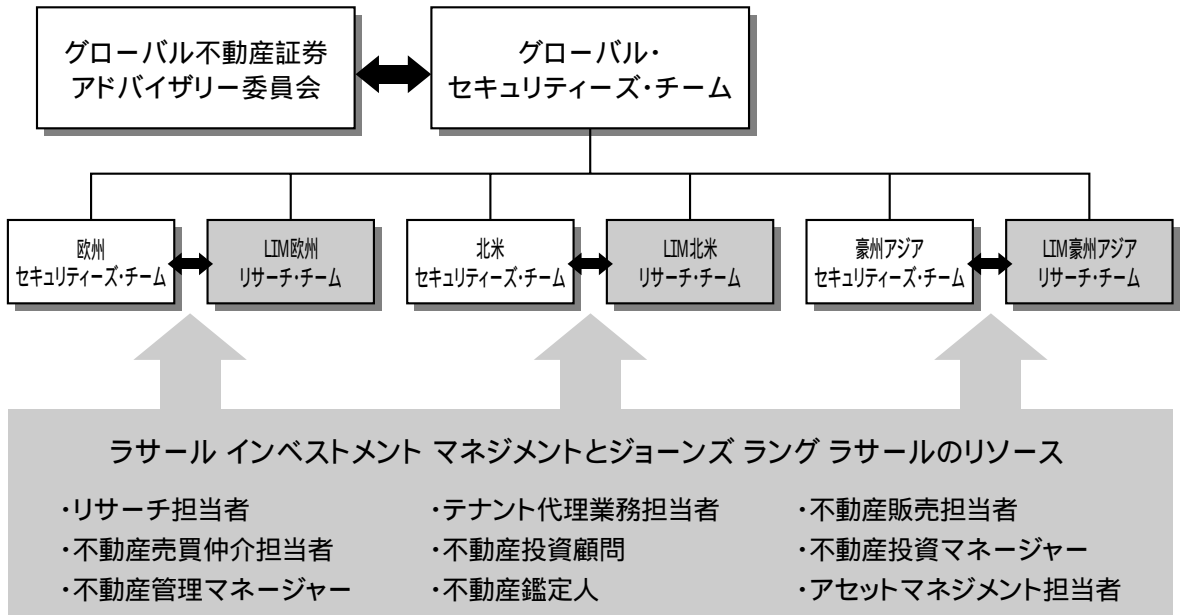 グローバル不動産証券
アドバイザリー委員会
グローバル・
セキュリティーズ・チーム
欧州
セキュリティーズ・チーム
LIM欧州
リサーチ・チーム
北米
セキュリティーズ・チーム
LIM北米
リサーチ・チーム
豪州アジア
セキュリティーズ・チーム
LIM豪州アジア
リサーチ・チーム
ラサール インベストメント マネジメントとジョーンズ ラング ラサールのリソース
・リサーチ担当者
・不動産売買仲介担当者
・不動産管理マネージャー
・テナント代理業務担当者
・不動産投資顧問
・不動産鑑定人
・不動産販売担当者
・不動産投資マネージャー
・アセットマネジメント担当者